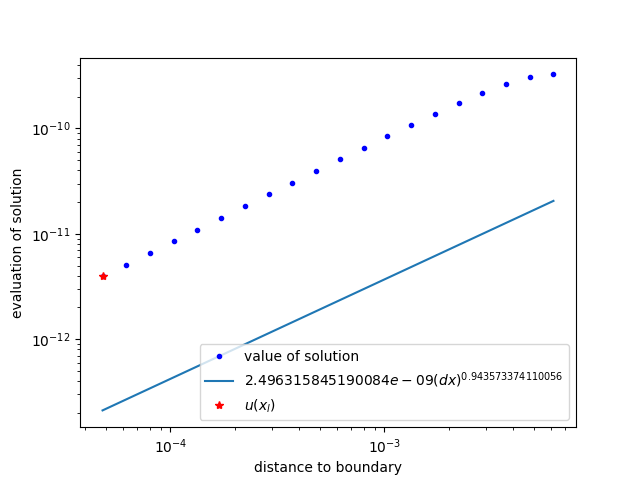 evaluation of solution
10^{-10}
10^{-11}
10^{-12}
value of solution
2.496315845190084e − 09(dx)^{0.943573374110056}
u(x_l)
10^{-4} 10^{-3}
distance to boundary